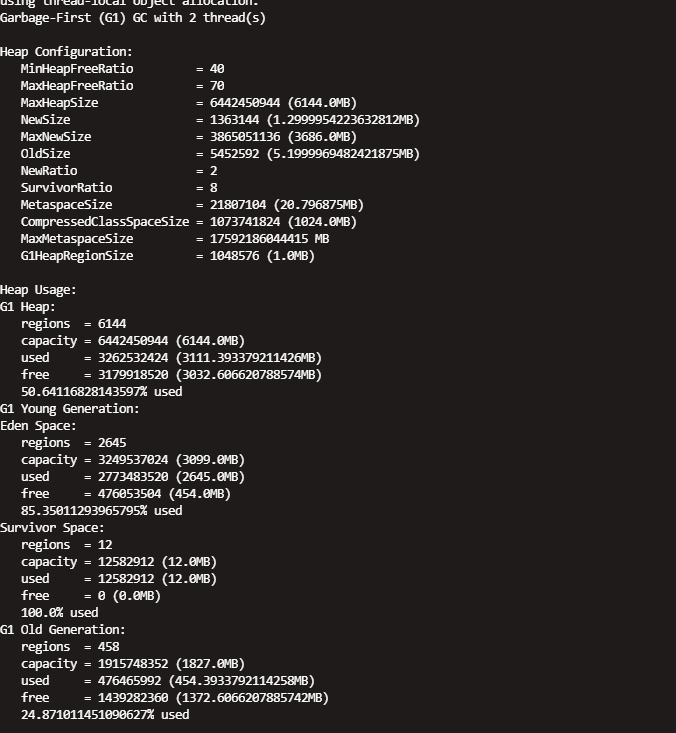 using thread-local object allocation.
Garbage-First (G1) GC with 2 thread(s)
Heap Configuration:
MinHeapFreeRatio = 40
MaxHeapFreeRatio = 70
MaxHeapSize = 6442450944 (6144.0MB)
NewSize = 1363144 (1.2999954223632812MB)
MaxNewSize = 3865051136 (3686.0MB)
OldSize = 5452592 (5.1999969482421875MB)
NewRatio = 2
SurvivorRatio = 8
MetaspaceSize = 21807104 (20.796875MB)
CompressedClassSpaceSize = 1073741824 (1024.0MB)
MaxMetaspaceSize = 17592186044415 MB
G1HeapRegionSize = 1048576 (1.0MB)
Heap Usage:
G1 Heap:
regions = 6144
capacity = 6442450944 (6144.0MB)
used = 3262532424 (3111.393379211426MB)
free = 3179918520 (3032.606620788574MB)
50.64116828143597% used
G1 Young Generation:
Eden Space:
regions = 2645
capacity = 3249537024 (3099.0MB)
used = 2773483520 (2645.0MB)
free = 476053504 (454.0MB)
85.35011293965795% used
Survivor Space:
regions = 12
capacity = 12582912 (12.0MB)
used = 12582912 (12.0MB)
free = 0 (0.0MB)
100.0% used
G1 Old Generation:
regions = 458
capacity = 1915748352 (1827.0MB)
used = 476465992 (454.3933792114258MB)
free = 1439282360 (1372.6066207885742MB)
24.871011451090627% used